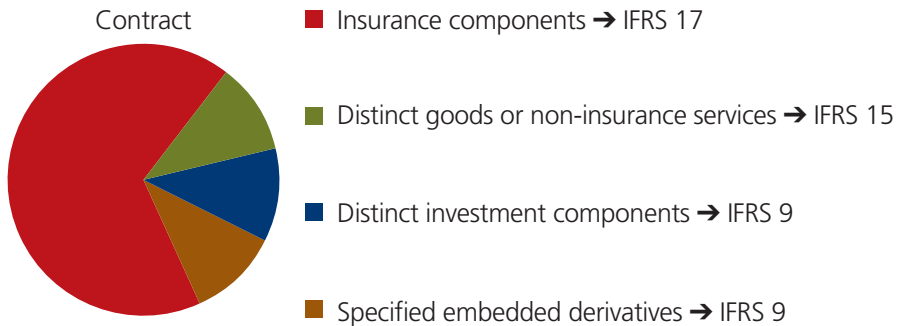 Contract
Insurance components ➔ IFRS 17
Distinct goods or non-insurance services ➔ IFRS 15
Distinct investment components ➔ IFRS 9
Specified embedded derivatives ➔ IFRS 9